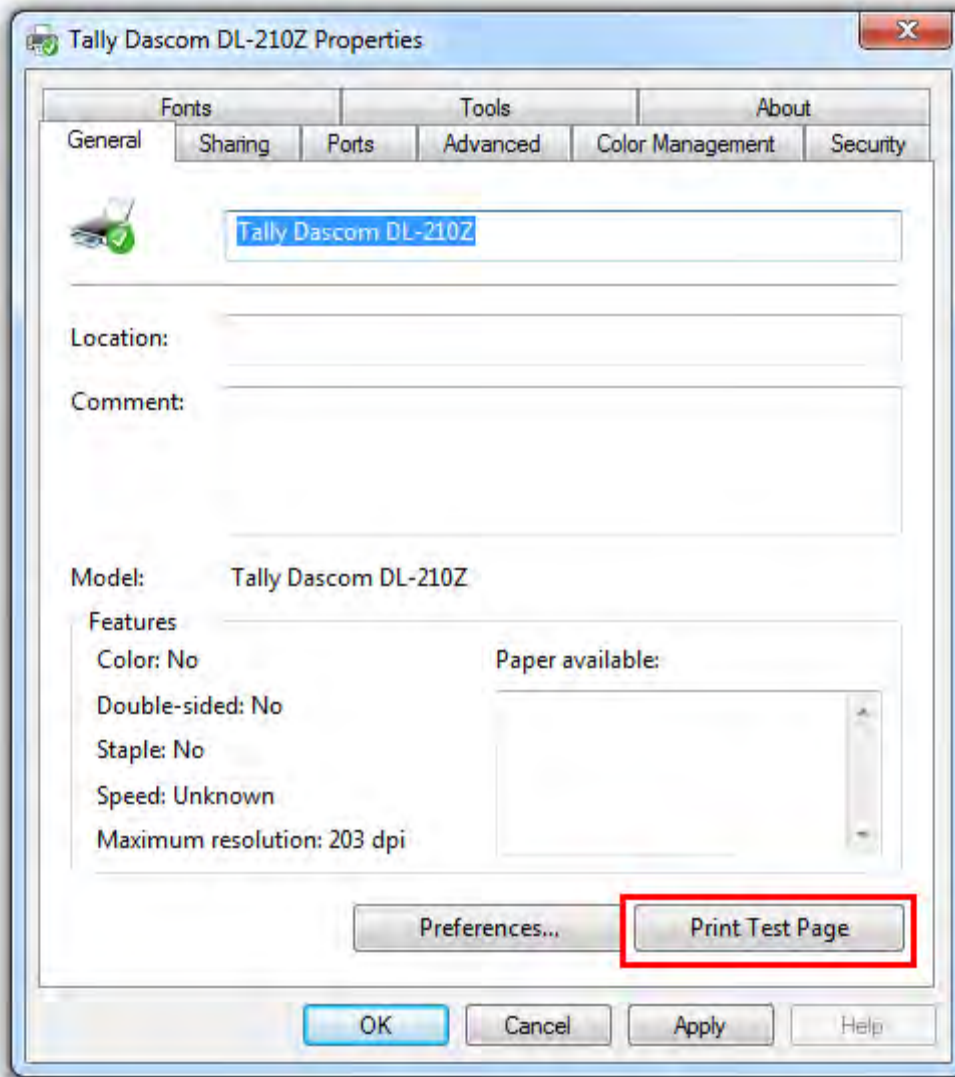 Tally Dascom DL-210Z Properties
Fonts Tools About
General Sharing Ports Advanced Color Management Security
Tally Dascom DL-210Z
Location:
Comment:
Model: Tally Dascom DL-210Z
Features
Color: No Paper available:
Double-sided: No
Staple: No
Speed: Unknown
Maximum resolution: 203 dpi
Preferences... Print Test Page
OK Cancel Apply Help